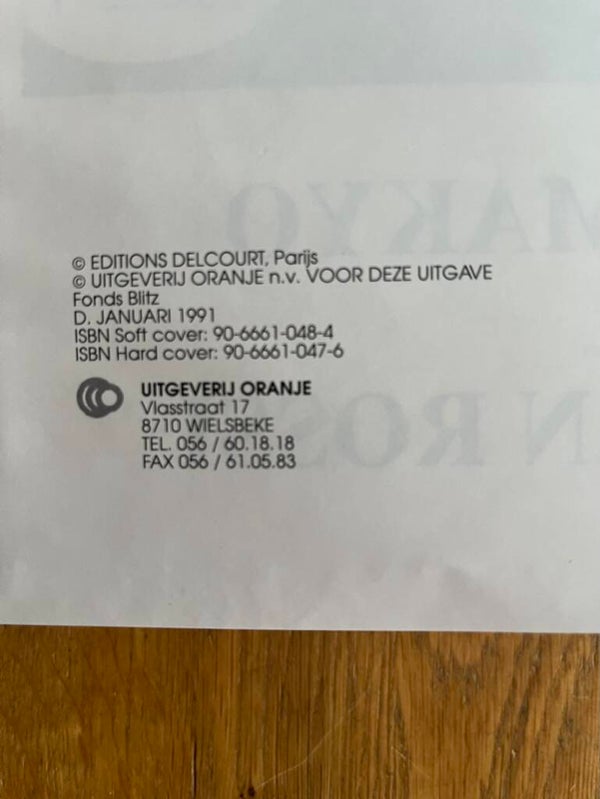 MAKYO
© EDITIONS DELCOURT, Parijs
© UITGEVERIJ ORANJE n.v. VOOR DEZE UITGAVE
Fonds Blitz
D. JANUARI 1991
ISBN Soft cover: 90-6661-048-4
ISBN Hard cover: 90-6661-047-6
UITGEVERIJ ORANJE
Vlasstraat 17
8710 WIELSBEKE
TEL. 056 / 60.18.18
FAX 056 / 61.05.83